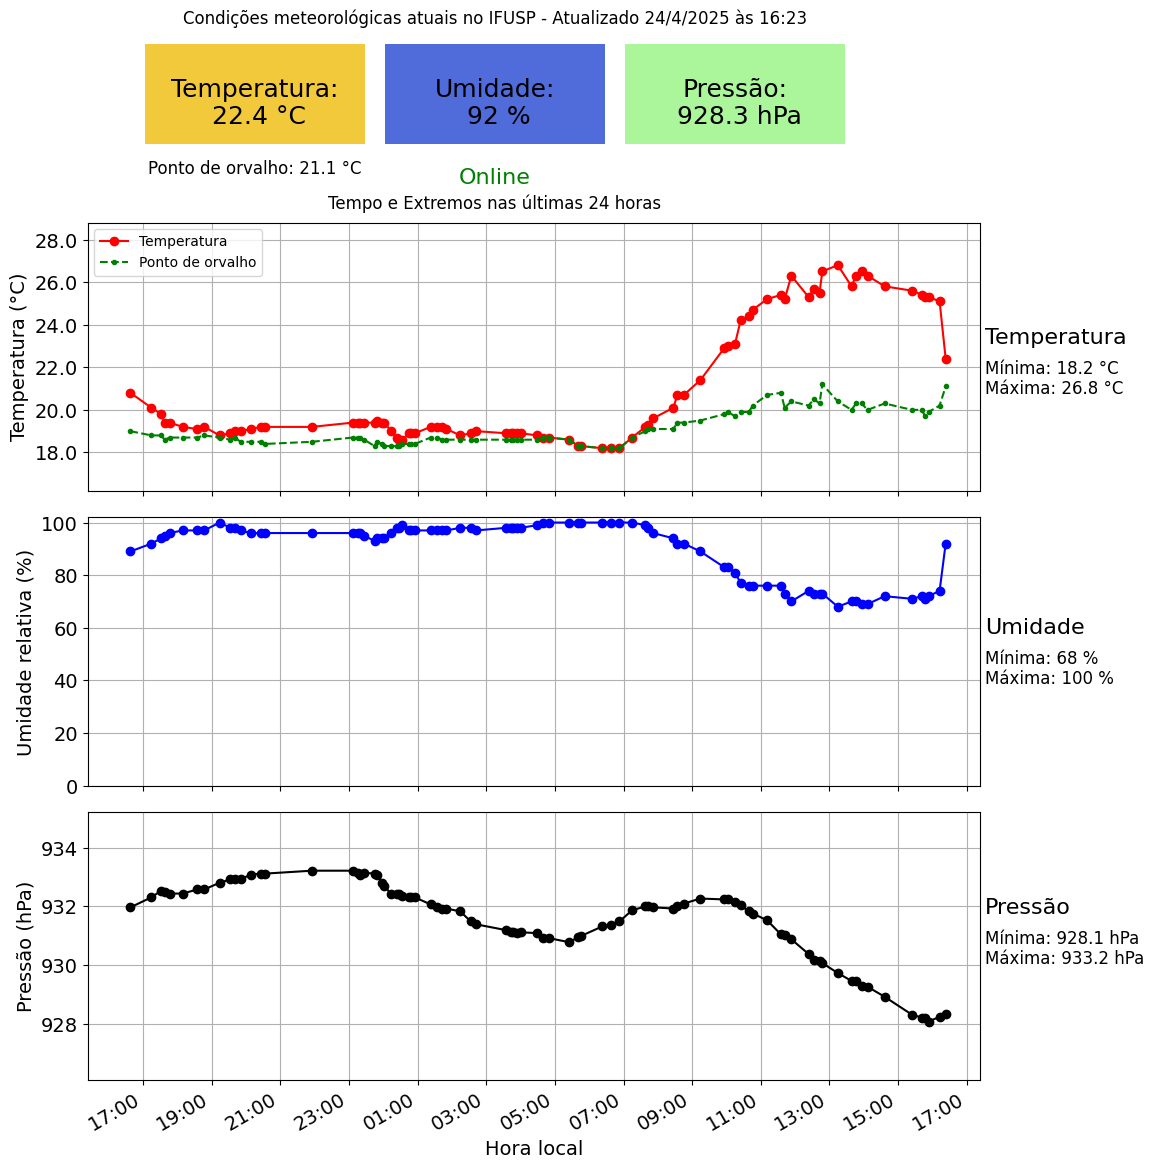 Condições meteorológicas atuais no IFUSP - Atualizado 24/4/2025 às 16:23
Temperatura:
22.4 °C
Umidade:
92 %
Pressão:
928.3 hPa
Ponto de orvalho: 21.1 °C
Online
Tempo e Extremos nas últimas 24 horas
Temperatura (°C)
28.0
26.0
24.0
22.0
20.0
18.0
Temperatura
Ponto de orvalho
Temperatura
Mínima: 18.2 °C
Máxima: 26.8 °C
Umidade relativa (%)
100
80
60
40
20
0
Umidade
Mínima: 68 %
Máxima: 100 %
Pressão (hPa)
934
932
930
928
Pressão
Mínima: 928.1 hPa
Máxima: 933.2 hPa
17:00 19:00 21:00 23:00 01:00 03:00 05:00 07:00 09:00 11:00 13:00 15:00 17:00
Hora local